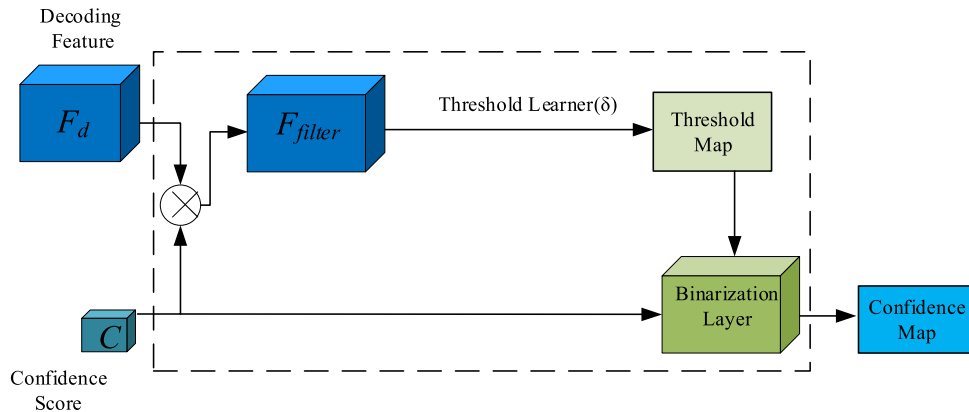 Decoding
Feature
F_d
F_filter
Threshold Learner(δ)
Threshold
Map
Binarization
Layer
Confidence
Map
C
Confidence
Score